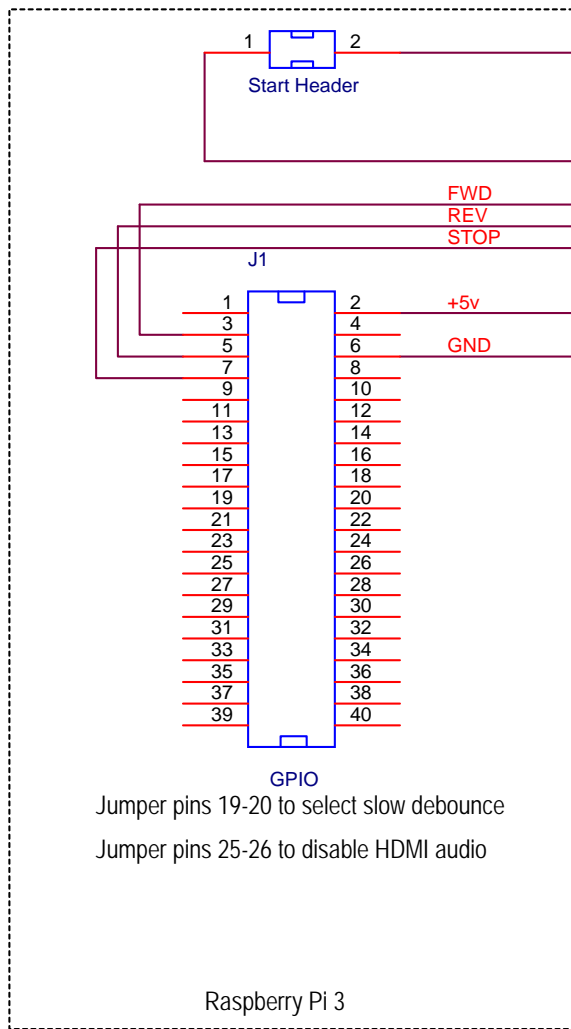 1 2
Start Header
FWD
REV
STOP
J1
1 2 +5v
3 4
5 6 GND
7 8
9 10
11 12
13 14
15 16
17 18
19 20
21 22
23 24
25 26
27 28
29 30
31 32
33 34
35 36
37 38
39 40
GPIO
Jumper pins 19-20 to select slow debounce
Jumper pins 25-26 to disable HDMI audio
Raspberry Pi 3